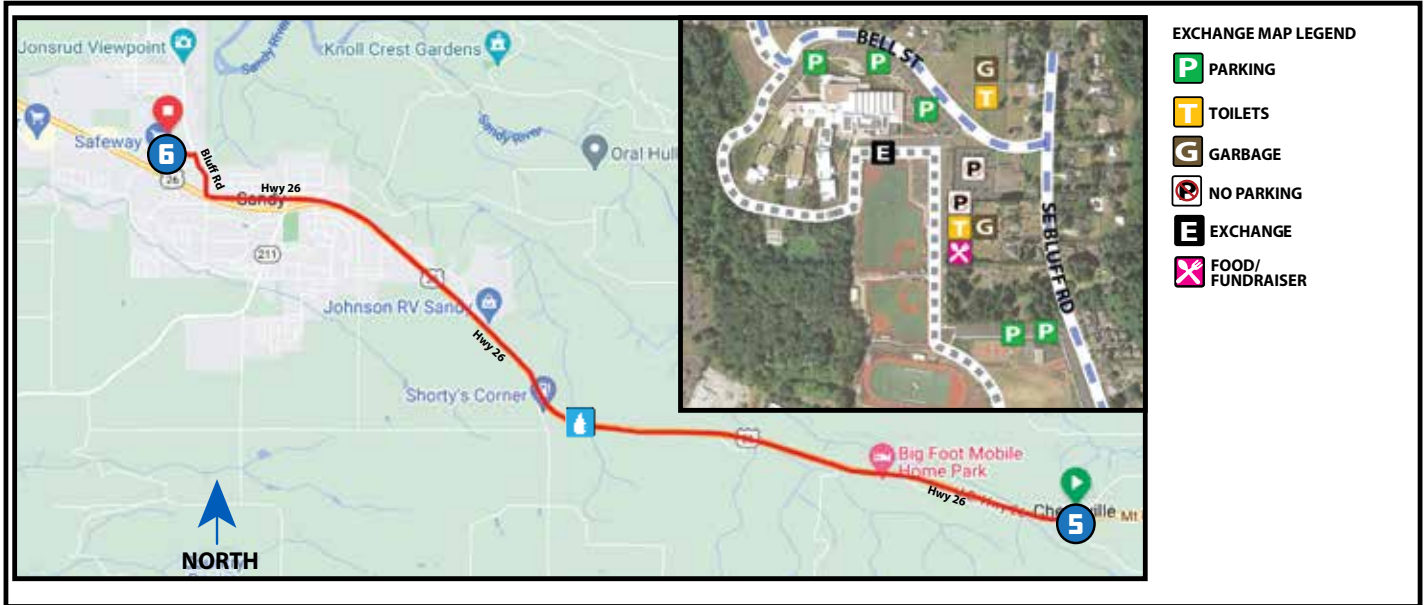 Jonsrud Viewpoint
Knoll Crest Gardens
Sandy River
Sandy River
Oral Hull
Safeway
6
26
Bluff Rd
Hwy 26
Sandy
211
Johnson RV Sandy
Hwy 26
Shorty's Corner
Big Foot Mobile
Home Park
Hwy 26
5
Mt
NORTH
BELL ST
P
P
G
T
P
E
P
P
T
G
SE BLUFF RD
P
P
EXCHANGE MAP LEGEND
P PARKING
T TOILETS
G GARBAGE
P NO PARKING
E EXCHANGE
FOOD/
FUNDRAISER